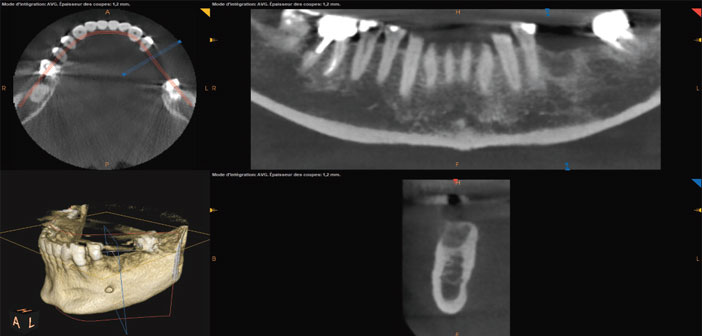 Mode d'intégration: AVG. Épaisseur des coupes: 1,2 mm.
A
R
L
P
Mode d'intégration: AVG. Épaisseur des coupes: 1,2 mm.
H
R
L
F
A L
Mode d'intégration: AVG. Épaisseur des coupes: 1,2 mm.
H
B
L